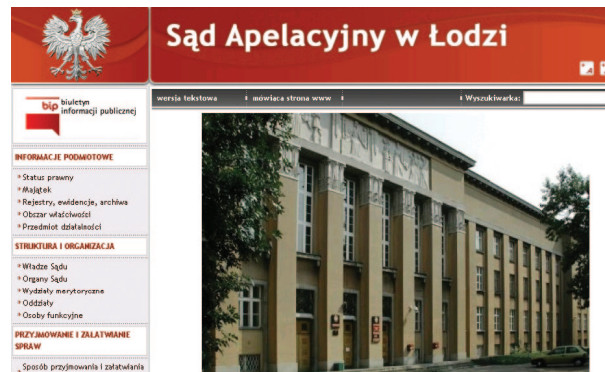 Sąd Apelacyjny w Łodzi
bip biuletyn
informacji publicznej
wersja tekstowa
mówiąca strona www
Wyszukiwarka:
INFORMACJE PODMIOTOWE
Status prawny
Majątek
Rejestry, ewidencje, archiwa
Obszar właściwości
Przedmiot działalności
STRUKTURA I ORGANIZACJA
Władze Sądu
Organy Sądu
Wydziały merytoryczne
Oddziały
Osoby funkcyjne
PRZYJMOWANIE I ZAŁATWIANIE
SPRAW
Sposób przyjmowania i załatwiania